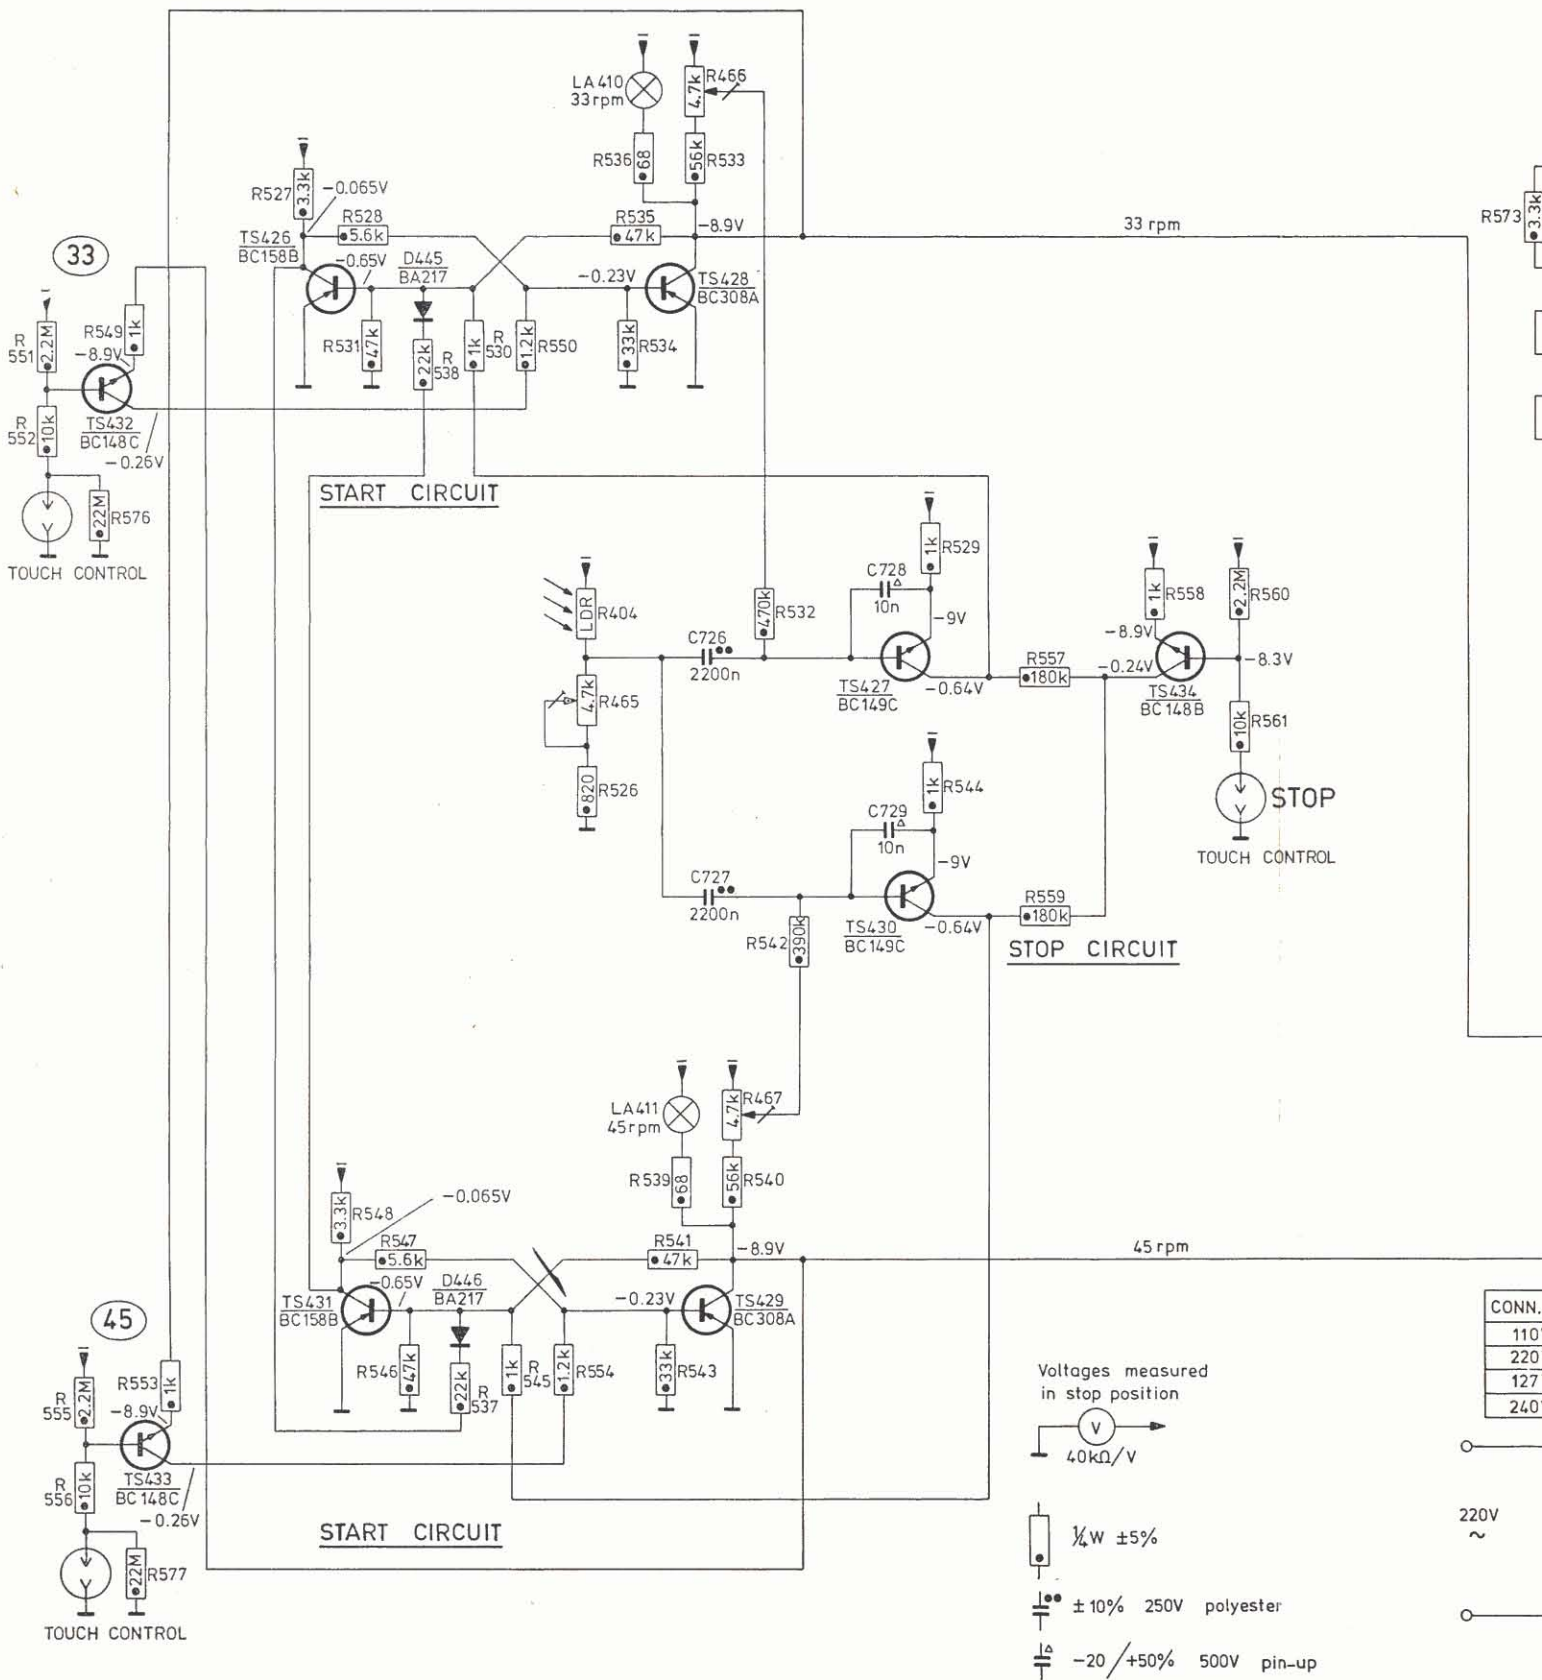 LA410
33rpm
4.7k
R466
R536
68
56k
R533
R527
3.3k
-0.065V
R528
5.6k
R535
47k
-8.9V
33 rpm
R573
3.3k
33
TS426
BC158B
-0.65V
D445
BA217
-0.23V
TS428
BC308A
R
551
2.2M
R549
1k
-8.9V
R531
47k
22k
R
538
1k
R
530
1.2k
R550
33k
R534
R
552
10k
TS432
BC148C
-0.26V
22M
R576
TOUCH CONTROL
START CIRCUIT
LDR
R404
C726
2200n
470k
R532
C728
10n
1k
R529
-9V
TS427
BC149C
-0.64V
R557
180k
1k
R558
2.2M
R560
-8.9V
-0.24V
-8.3V
TS434
BC148B
4.7k
R465
10k
R561
820
R526
STOP
TOUCH CONTROL
C727
2200n
R542
390k
C729
10n
1k
R544
-9V
TS430
BC149C
-0.64V
R559
180k
STOP CIRCUIT
LA411
45rpm
4.7k
R467
R539
68
56k
R540
3.3k
R548
-0.065V
R547
5.6k
R541
47k
-8.9V
45 rpm
45
TS431
BC158B
-0.65V
D446
BA217
-0.23V
TS429
BC308A
R
555
2.2M
R553
1k
-8.9V
R546
47k
22k
R
537
1k
R
545
1.2k
R554
33k
R543
R
556
10k
TS433
BC148C
-0.26V
22M
R577
TOUCH CONTROL
START CIRCUIT
Voltages measured
in stop position
V
40kΩ/V
¼W ±5%
±10% 250V polyester
-20/+50% 500V pin-up
CONN.
110
220
127
240
220V
~